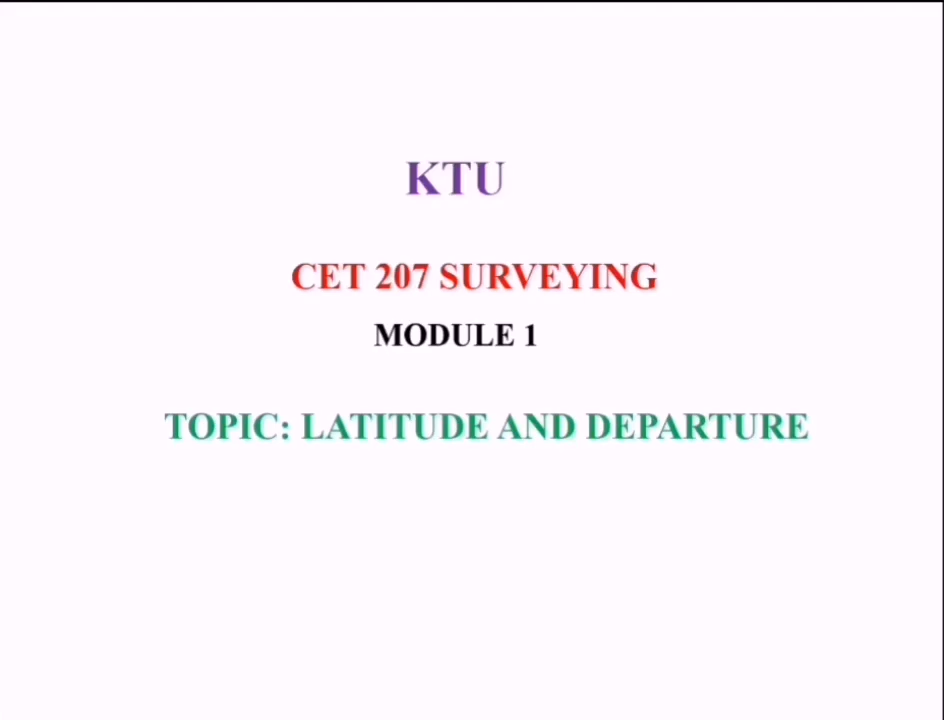 KTU
CET 207 SURVEYING
MODULE 1
TOPIC: LATITUDE AND DEPARTURE